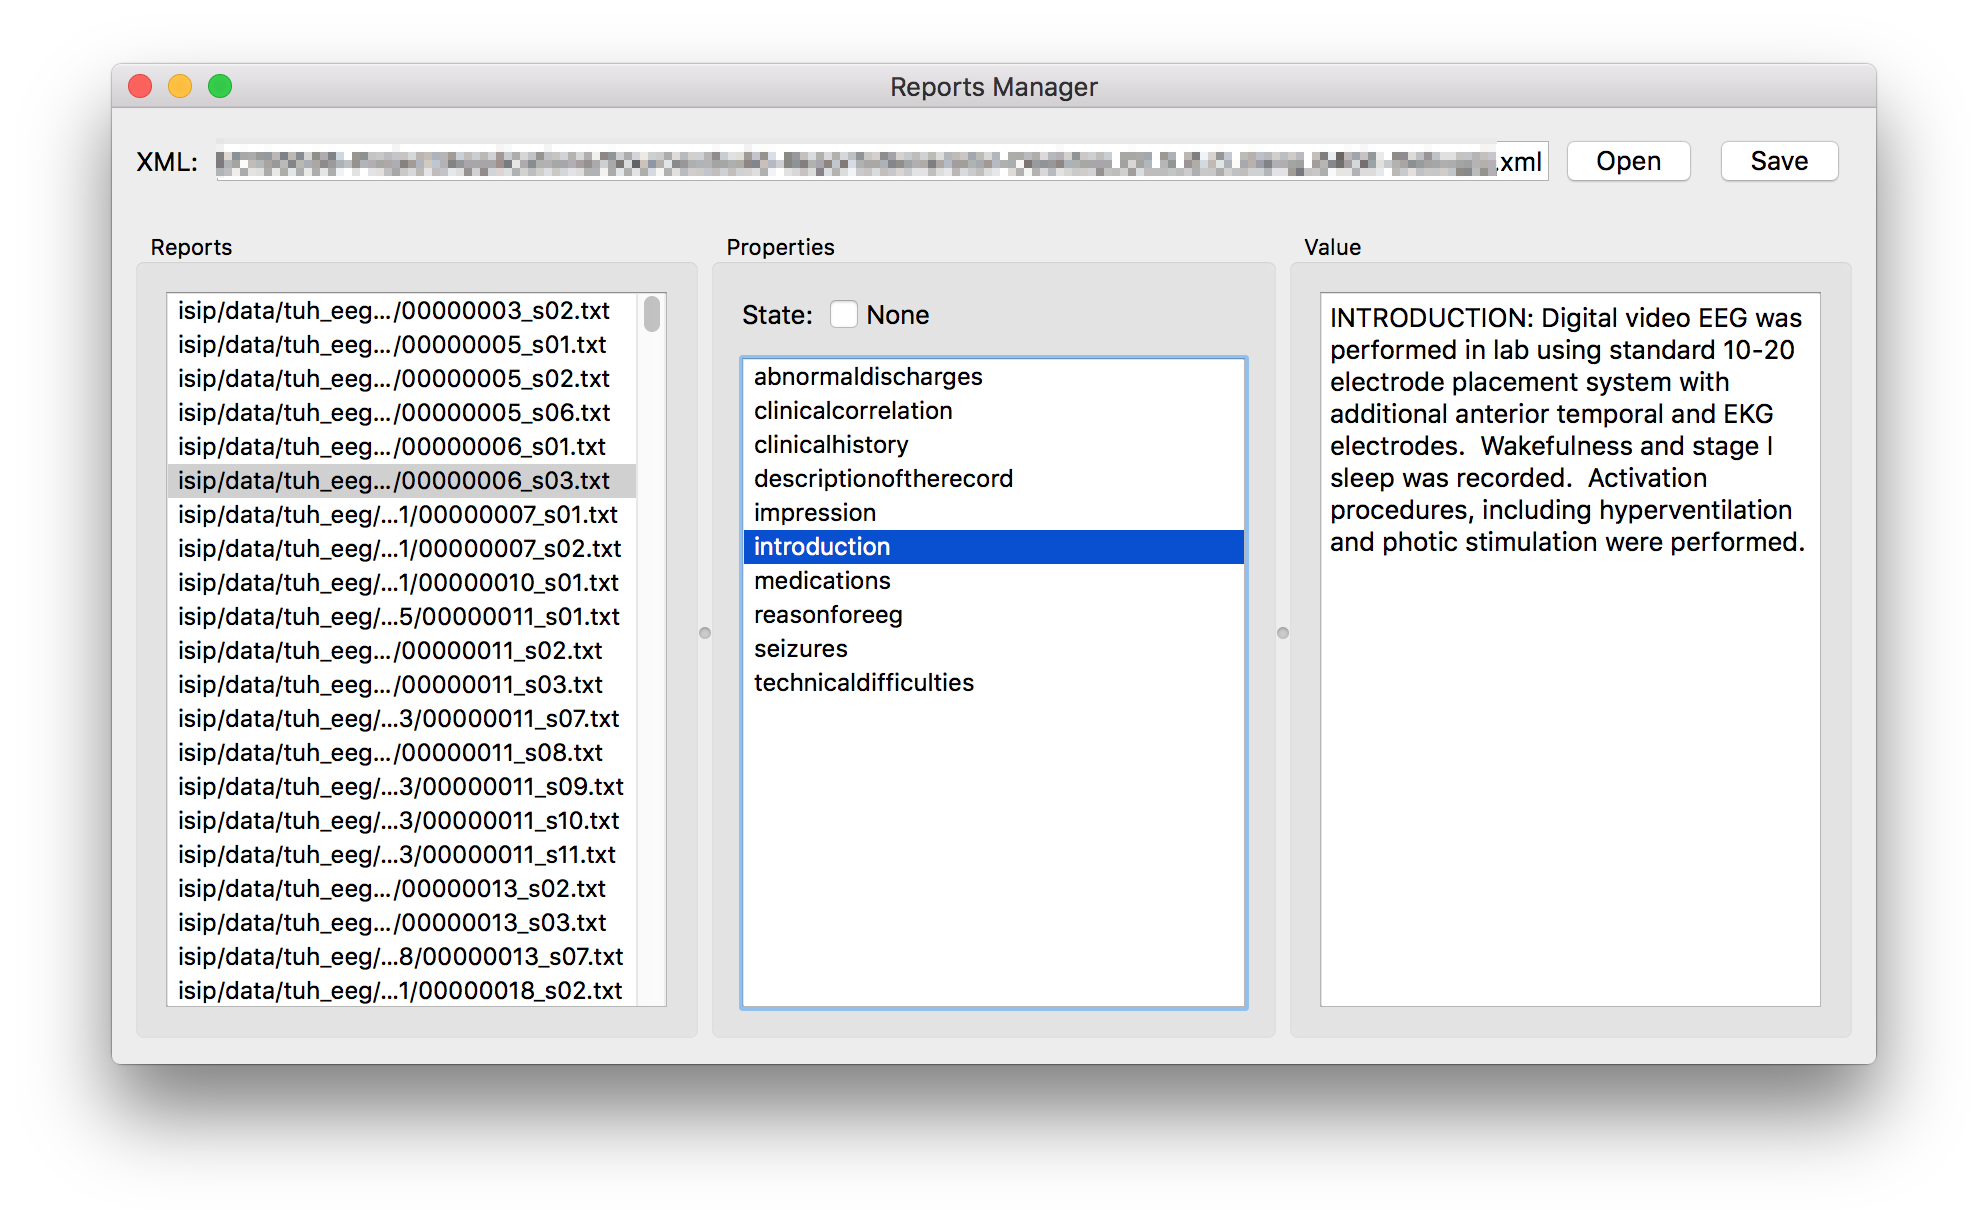 Reports Manager
XML: .xml Open Save
Reports
isip/data/tuh_eeg.../00000003_s02.txt
isip/data/tuh_eeg.../00000005_s01.txt
isip/data/tuh_eeg.../00000005_s02.txt
isip/data/tuh_eeg.../00000005_s06.txt
isip/data/tuh_eeg.../00000006_s01.txt
isip/data/tuh_eeg.../00000006_s03.txt
isip/data/tuh_eeg/...1/00000007_s01.txt
isip/data/tuh_eeg/...1/00000007_s02.txt
isip/data/tuh_eeg/...1/00000010_s01.txt
isip/data/tuh_eeg/...5/00000011_s01.txt
isip/data/tuh_eeg.../00000011_s02.txt
isip/data/tuh_eeg.../00000011_s03.txt
isip/data/tuh_eeg/...3/00000011_s07.txt
isip/data/tuh_eeg.../00000011_s08.txt
isip/data/tuh_eeg/...3/00000011_s09.txt
isip/data/tuh_eeg/...3/00000011_s10.txt
isip/data/tuh_eeg/...3/00000011_s11.txt
isip/data/tuh_eeg.../00000013_s02.txt
isip/data/tuh_eeg.../00000013_s03.txt
isip/data/tuh_eeg/...8/00000013_s07.txt
isip/data/tuh_eeg/...1/00000018_s02.txt
Properties
State: None
abnormaldischarges
clinicalcorrelation
clinicalhistory
descriptionoftherecord
impression
introduction
medications
reasonforeeg
seizures
technicaldifficulties
Value
INTRODUCTION: Digital video EEG was
performed in lab using standard 10-20
electrode placement system with
additional anterior temporal and EKG
electrodes.  Wakefulness and stage I
sleep was recorded.  Activation
procedures, including hyperventilation
and photic stimulation were performed.